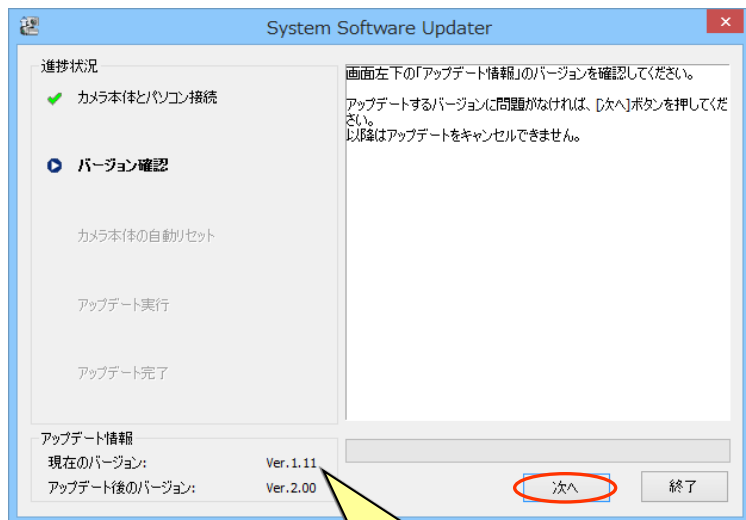 System Software Updater
進捗状況
カメラ本体とパソコン接続
バージョン確認
カメラ本体の自動リセット
アップデート実行
アップデート完了
画面左下の「アップデート情報」のバージョンを確認してください。
アップデートするバージョンに問題がなければ、[次へ]ボタンを押してくだ
さい。
以降はアップデートをキャンセルできません。
アップデート情報
現在のバージョン: Ver.1.11
アップデート後のバージョン: Ver.2.00
次へ
終了